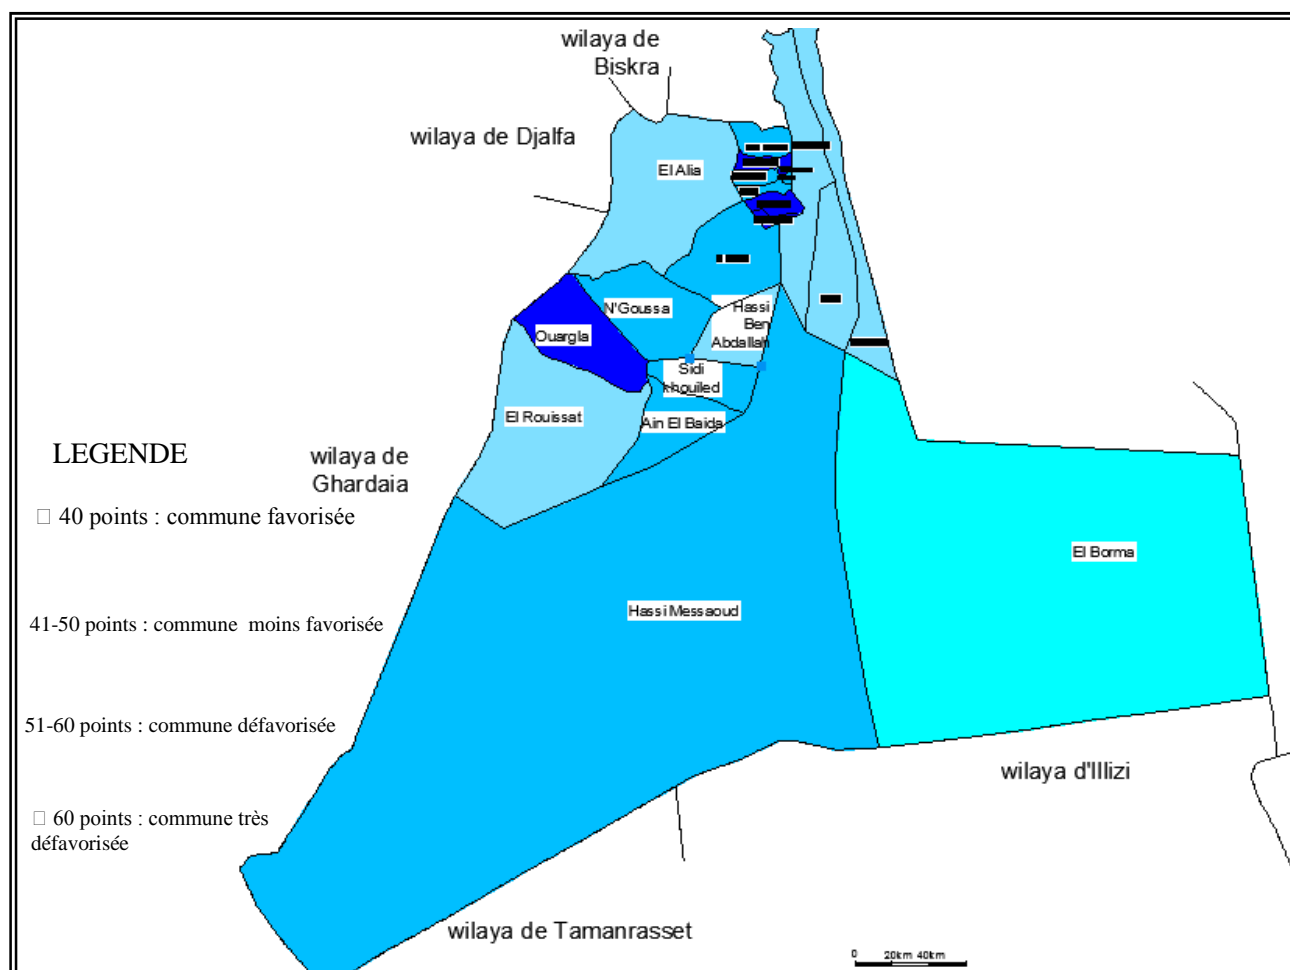 wilaya de
Biskra
wilaya de Djalfa
El Alia
N'Goussa
Hassi
Ben
Abdallah
Ouargla
Sidi
khouiled
El Rouissat
Ain El Baida
LEGENDE
wilaya de
Ghardaia
□ 40 points : commune favorisée
El Borma
Hassi Messaoud
41-50 points : commune moins favorisée
51-60 points : commune défavorisée
wilaya d'Illizi
□ 60 points : commune très
défavorisée
wilaya de Tamanrasset
0 20km 40km